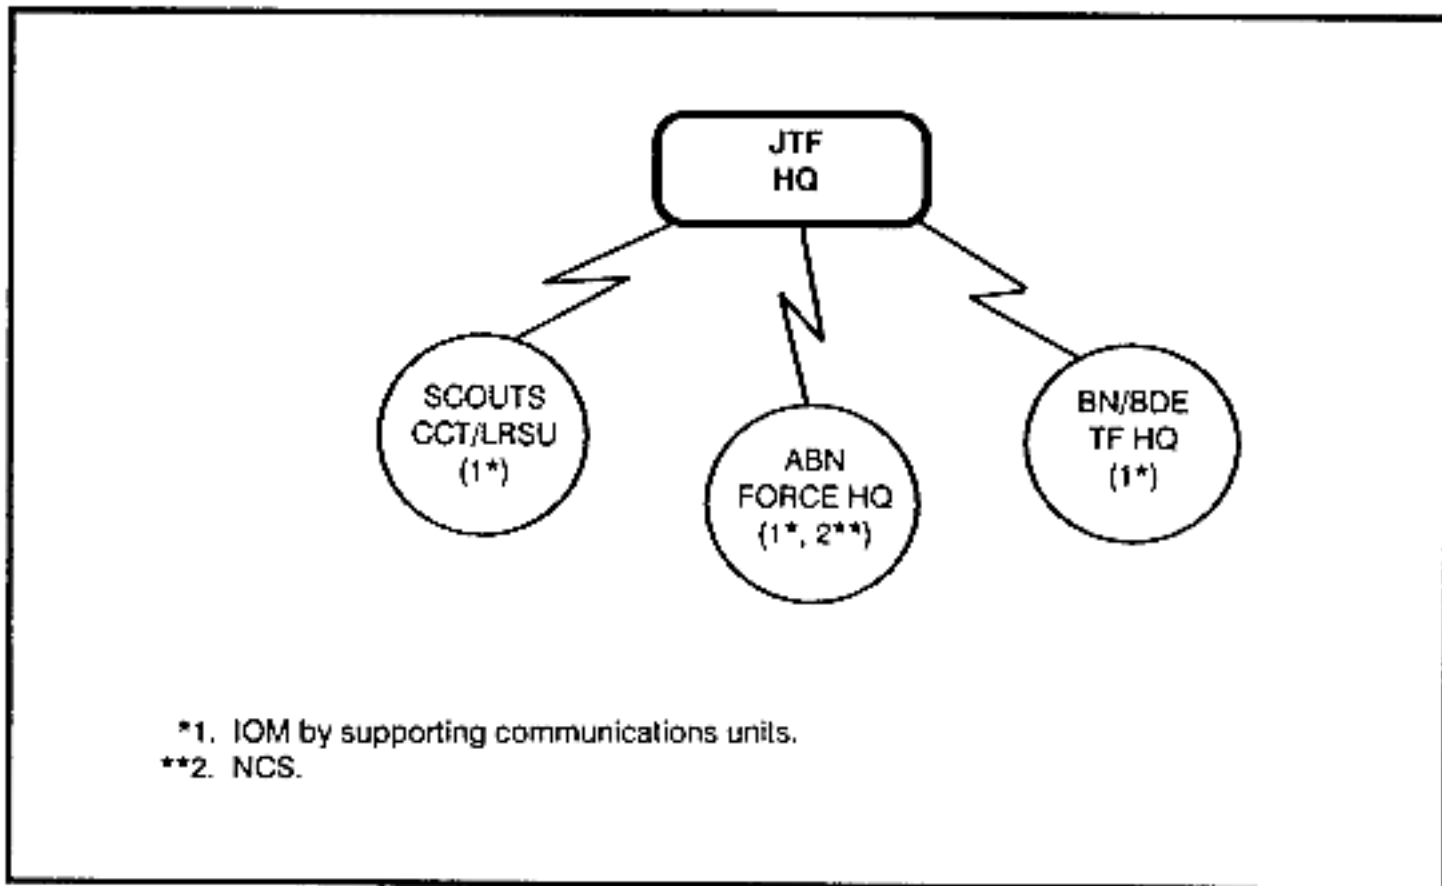 JTF
HQ
SCOUTS
CCT/LRSU
(1*)
ABN
FORCE HQ
(1*, 2**)
BN/BDE
TF HQ
(1*)
*1. IOM by supporting communications units.
**2. NCS.